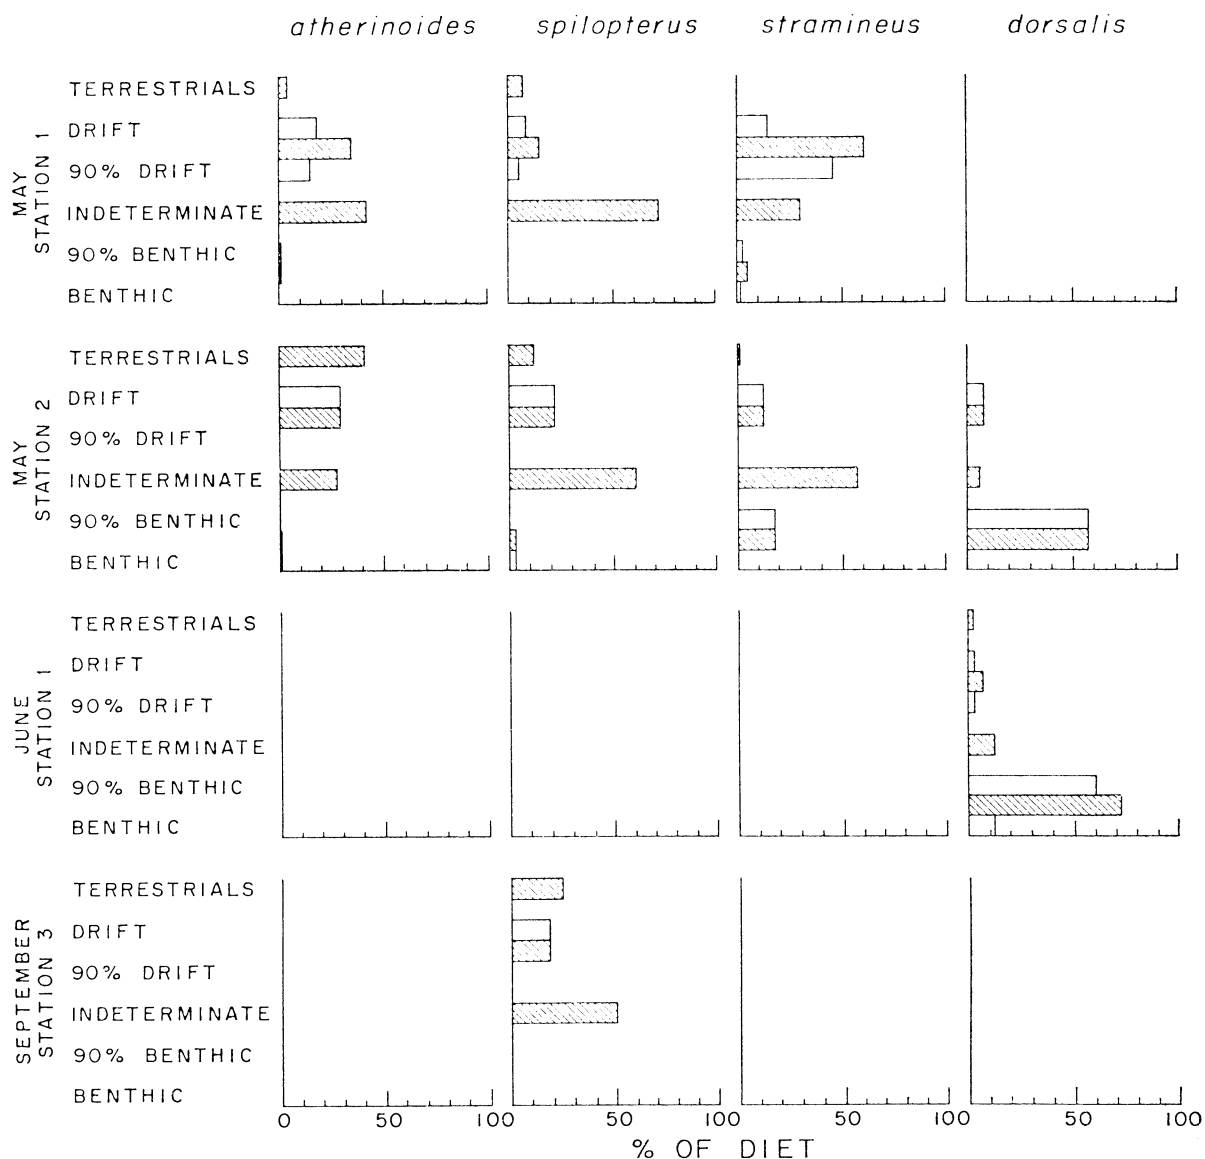 atherinoides spilopterus stramineus dorsalis
MAY
STATION 1
TERRESTRIALS
DRIFT
90% DRIFT
INDETERMINATE
90% BENTHIC
BENTHIC
MAY
STATION 2
TERRESTRIALS
DRIFT
90% DRIFT
INDETERMINATE
90% BENTHIC
BENTHIC
JUNE
STATION 1
TERRESTRIALS
DRIFT
90% DRIFT
INDETERMINATE
90% BENTHIC
BENTHIC
SEPTEMBER
STATION 3
TERRESTRIALS
DRIFT
90% DRIFT
INDETERMINATE
90% BENTHIC
BENTHIC
0 50 100 50 100 50 100 50 100
% OF DIET